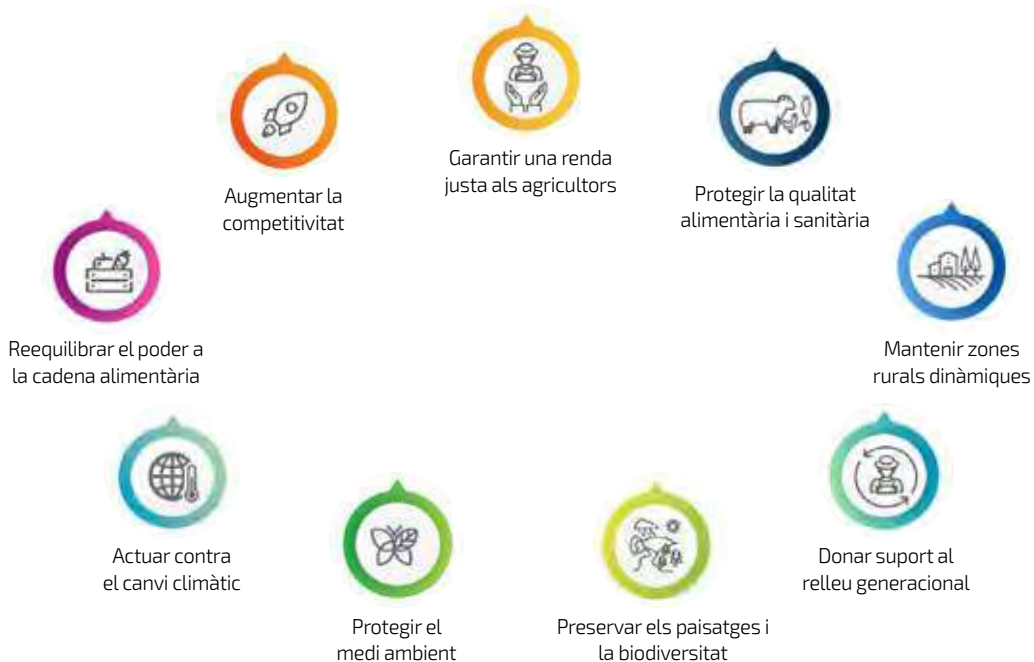 Garantir una renda
justa als agricultors
Augmentar la
competitivitat
Protegir la qualitat
alimentària i sanitària
Reequilibrar el poder a
la cadena alimentària
Mantenir zones
rurals dinàmiques
Actuar contra
el canvi climàtic
Donar suport al
relleu generacional
Protegir el
medi ambient
Preservar els paisatges i
la biodiversitat